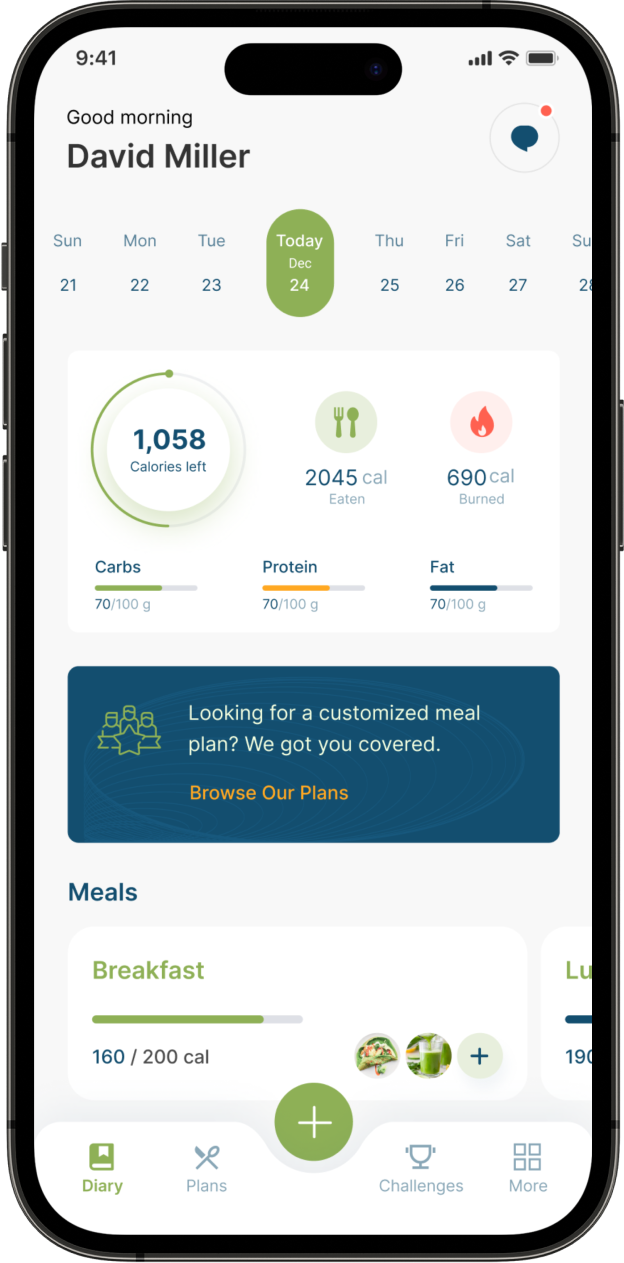 9:41
Good morning
David Miller
Sun Mon Tue Today Thu Fri Sat Su
Dec
21 22 23 24 25 26 27 28
1,058
Calories left
2045 cal
Eaten
690 cal
Burned
Carbs Protein Fat
70/100 g 70/100 g 70/100 g
Looking for a customized meal
plan? We got you covered.
Browse Our Plans
Meals
Breakfast
160 / 200 cal
Lu
190
Diary Plans Challenges More